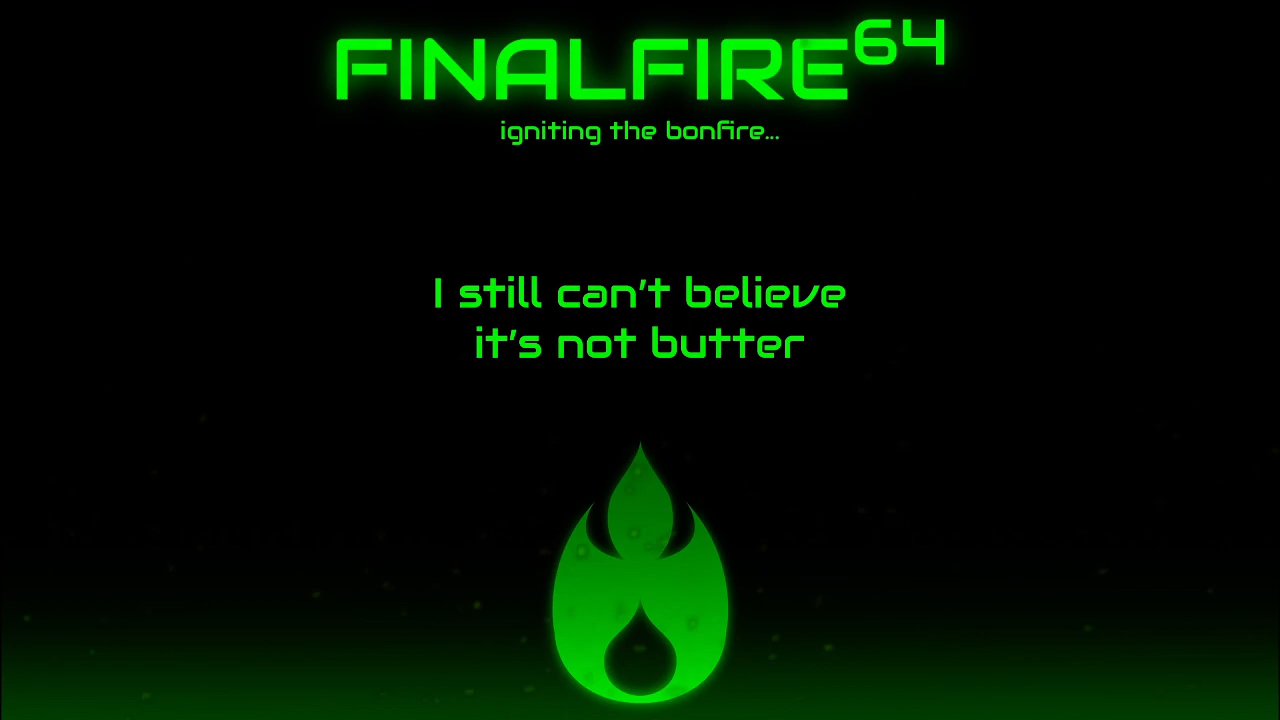 FINALFIRE64
igniting the bonfire...
I still can't believe
it's not butter